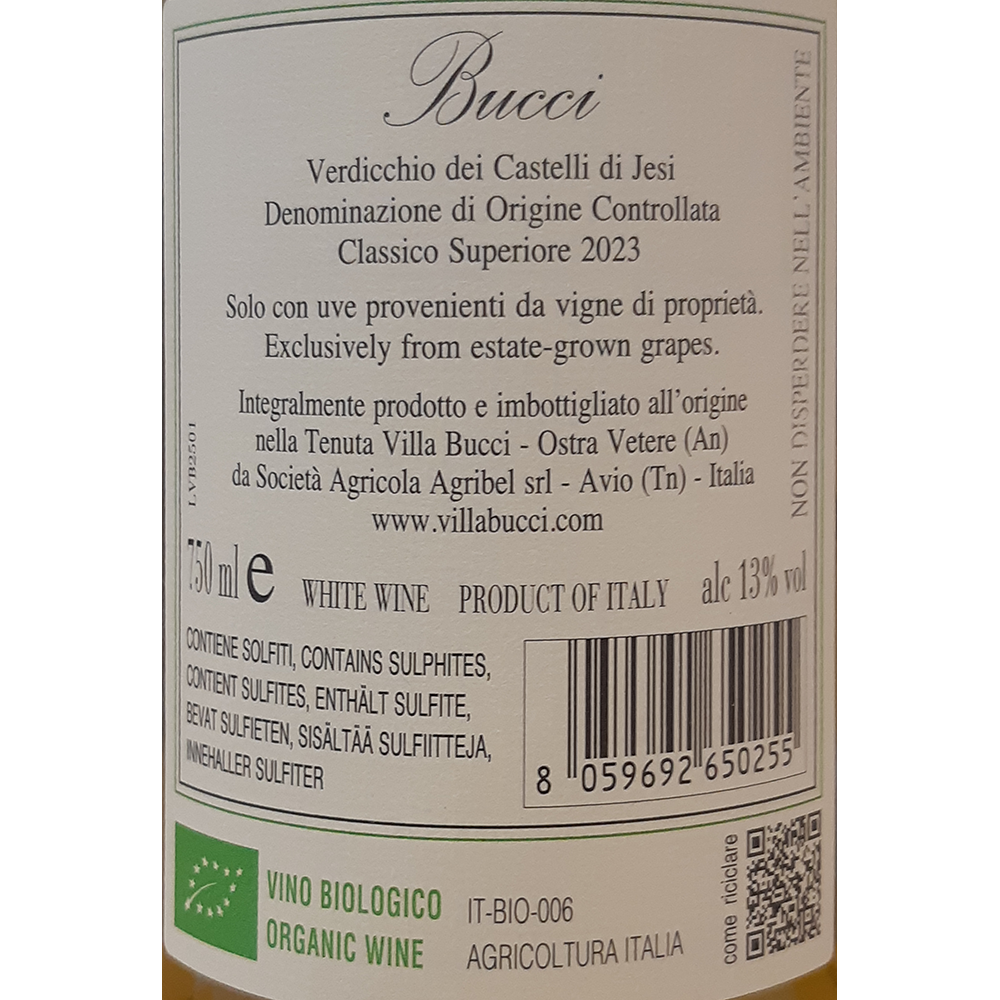 Bucci
Verdicchio dei Castelli di Jesi
Denominazione di Origine Controllata
Classico Superiore 2023
Solo con uve provenienti da vigne di proprietà.
Exclusively from estate-grown grapes.
Integralmente prodotto e imbottigliato all'origine
nella Tenuta Villa Bucci - Ostra Vetere (An)
da Società Agricola Agribel srl - Avio (Tn) - Italia
www.villabucci.com
LVB2501
NON DISPERDERE NELL'AMBIENTE
750 ml e WHITE WINE PRODUCT OF ITALY alc 13% vol
CONTIENE SOLFITI, CONTAINS SULPHITES,
CONTIENT SULFITES, ENTHÄLT SULFITE,
BEVAT SULFIETEN, SISÄLTÄÄ SULFIITTEJA,
INNEHALLER SULFITER
8 059692 650255
VINO BIOLOGICO
ORGANIC WINE
IT-BIO-006
AGRICOLTURA ITALIA
come riciclare